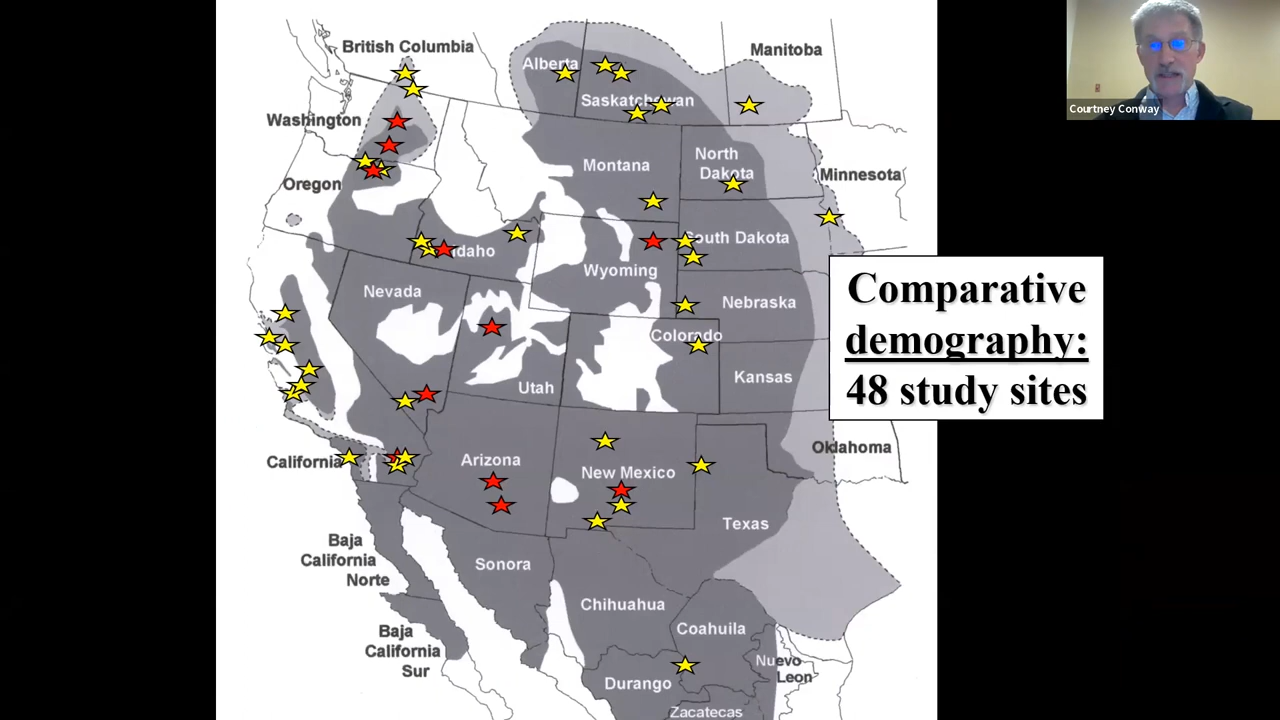 British Columbia
Manitoba
Alberta
Saskatchewan
Washington
Montana
North
Dakota
Minnesota
Oregon
South Dakota
Idaho
Wyoming
Nevada
Nebraska
Colorado
Utah
Kansas
California
Arizona
New Mexico
Oklahoma
Texas
Baja
California
Norte
Sonora
Chihuahua
Coahuila
Baja
California
Sur
Durango
Nuevo
Leon
Zacatecas
Comparative
demography:
48 study sites
Courtney Conway